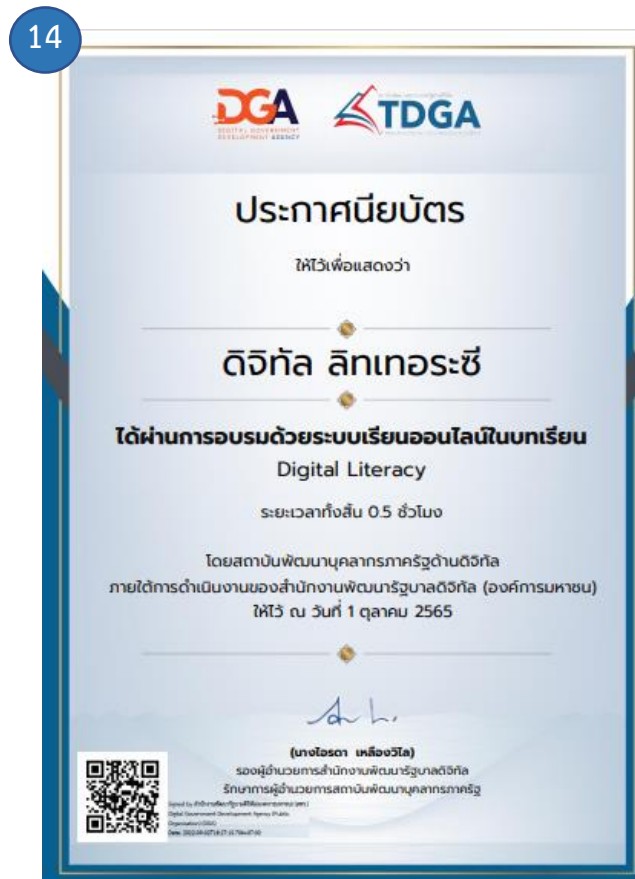 14
DGA
DIGITAL GOVERNMENT
DEVELOPMENT AGENCY
TDGA
ประกาศนียบัตร
ให้ไว้เพื่อแสดงว่า
ดิจิทัล ลิทเทอระซี
ได้ผ่านการอบรมด้วยระบบเรียนออนไลน์ในบทเรียน
Digital Literacy
ระยะเวลาทั้งสิ้น 0.5 ชั่วโมง
โดยสถาบันพัฒนาบุคลากรภาครัฐด้านดิจิทัล
ภายใต้การดำเนินงานของสำนักงานพัฒนารัฐบาลดิจิทัล (องค์การมหาชน)
ให้ไว้ ณ วันที่ 1 ตุลาคม 2565
(นางไอรดา เหลืองวิไล)
รองผู้อำนวยการสำนักงานพัฒนารัฐบาลดิจิทัล
รักษาการผู้อำนวยการสถาบันพัฒนาบุคลากรภาครัฐ
Digital Government Development Agency (Public
Organization) (DGA)